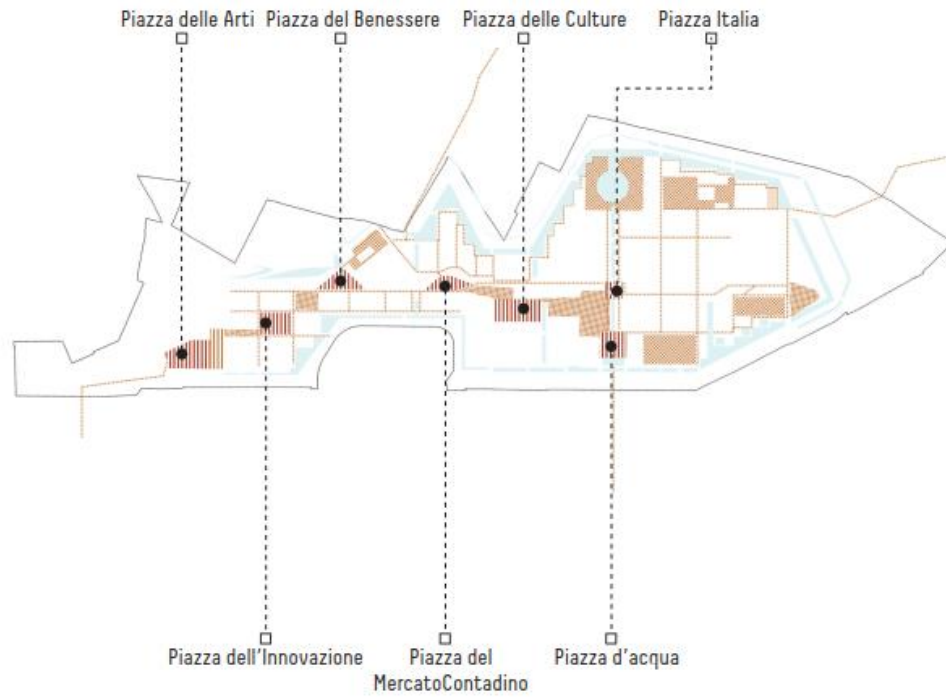 Piazza delle Arti
Piazza del Benessere
Piazza delle Culture
Piazza Italia
Piazza dell'Innovazione
Piazza del
MercatoContadino
Piazza d'acqua